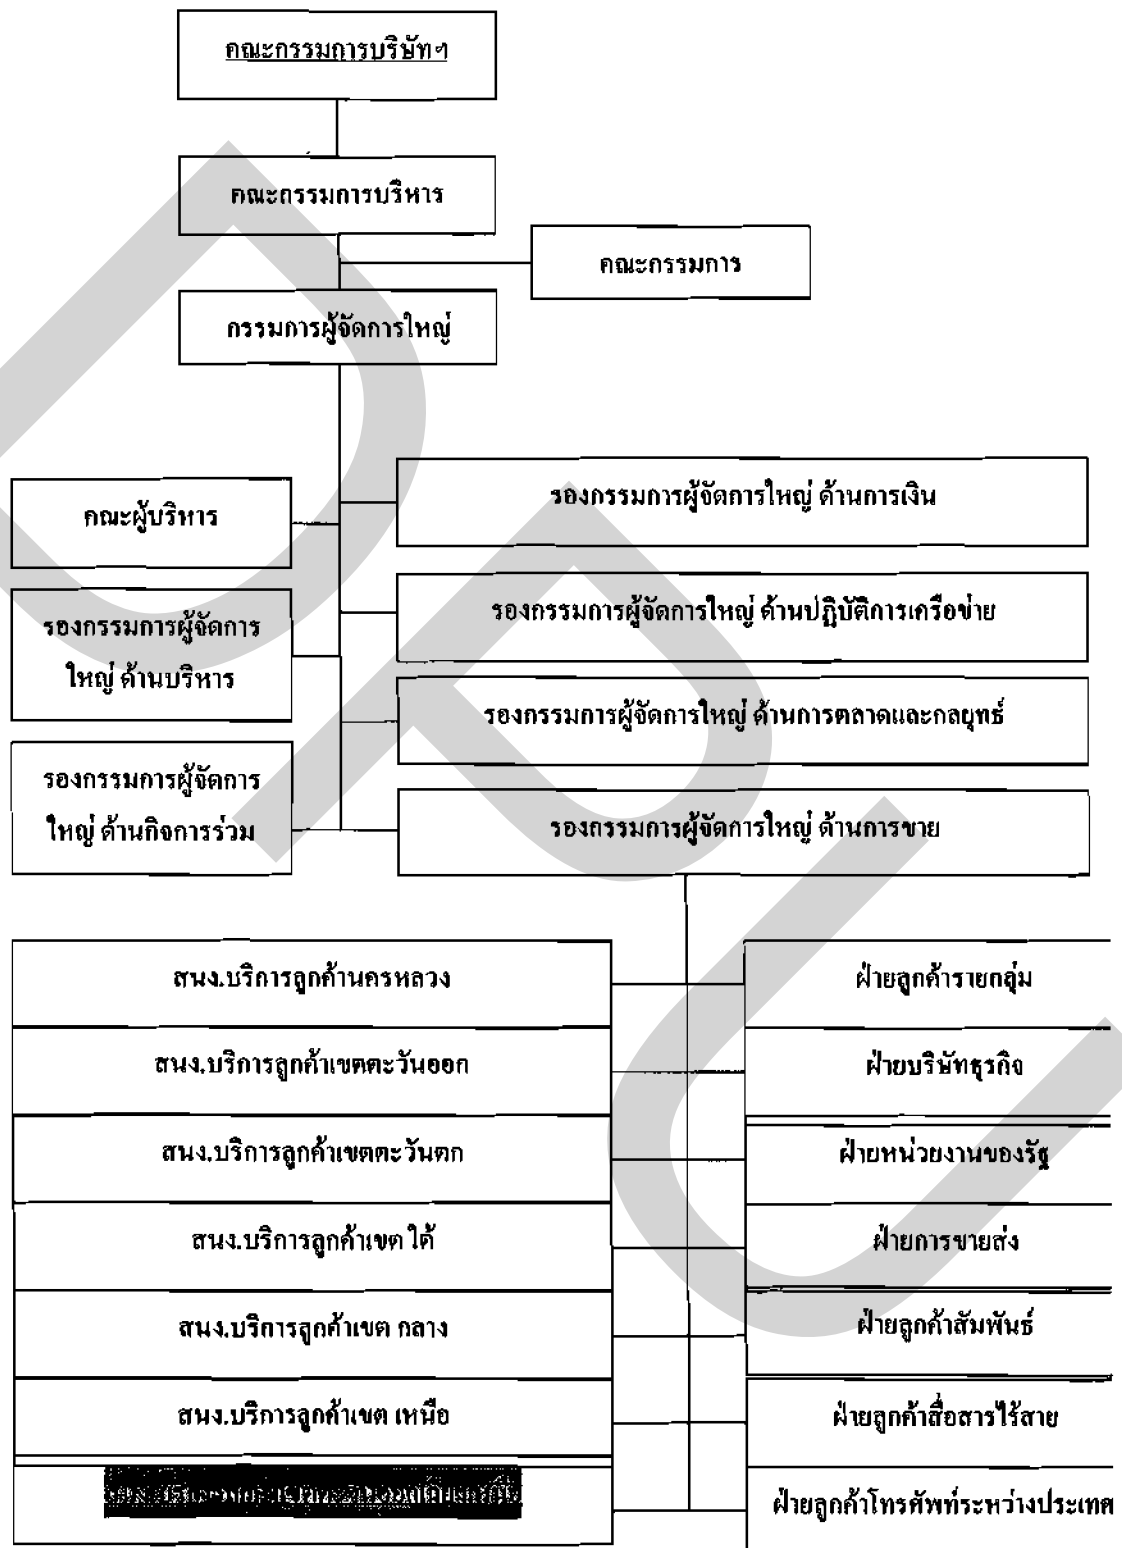 คณะกรรมการบริษัทฯ
คณะกรรมการบริหาร
คณะกรรมการ
กรรมการผู้จัดการใหญ่
รองกรรมการผู้จัดการใหญ่ ด้านการเงิน
คณะผู้บริหาร
รองกรรมการผู้จัดการใหญ่ ด้านปฏิบัติการเครือข่าย
รองกรรมการผู้จัดการ
ใหญ่ ด้านบริหาร
รองกรรมการผู้จัดการใหญ่ ด้านการตลาดและกลยุทธ์
รองกรรมการผู้จัดการ
ใหญ่ ด้านกิจการร่วม
รองกรรมการผู้จัดการใหญ่ ด้านการขาย
สนง.บริการลูกค้านครหลวง
ฝ่ายลูกค้ารายกลุ่ม
สนง.บริการลูกค้าเขตตะวันออก
ฝ่ายบริษัทธุรกิจ
สนง.บริการลูกค้าเขตตะวันตก
ฝ่ายหน่วยงานของรัฐ
สนง.บริการลูกค้าเขต ใต้
ฝ่ายการขายส่ง
สนง.บริการลูกค้าเขต กลาง
ฝ่ายลูกค้าสัมพันธ์
สนง.บริการลูกค้าเขต เหนือ
ฝ่ายลูกค้าสื่อสารไร้สาย
ฝ่ายลูกค้าโทรศัพท์ระหว่างประเทศ